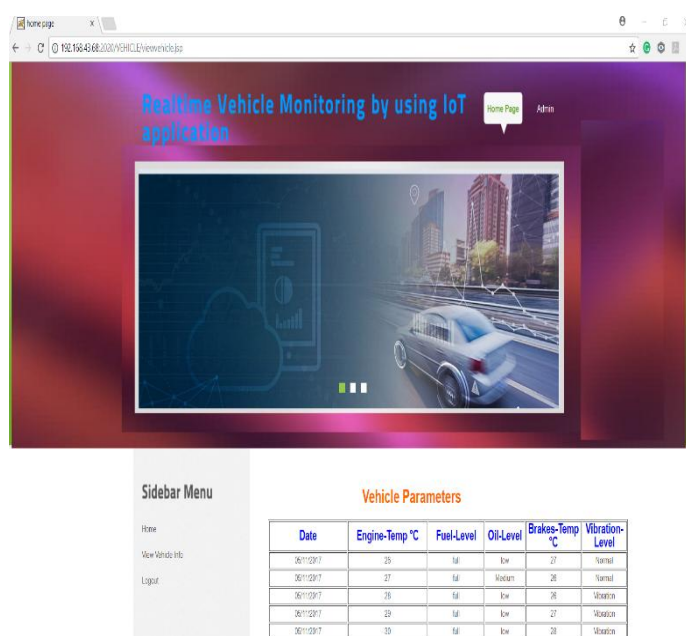 home page
192.168.43.68:2020/VEHICLE/viewvehicle.jsp
Realtime Vehicle Monitoring by using IoT
application
Home Page
Admin
Sidebar Menu
Home
View Vehicle Info
Logout
Vehicle Parameters
Date Engine-Temp °C Fuel-Level Oil-Level Brakes-Temp °C Vibration-Level
06/11/2017 28 full low 27 Normal
06/11/2017 27 full Medium 28 Normal
06/11/2017 28 full low 26 Vibration
06/11/2017 29 full low 27 Vibration
06/11/2017 30 full low 28 Vibration